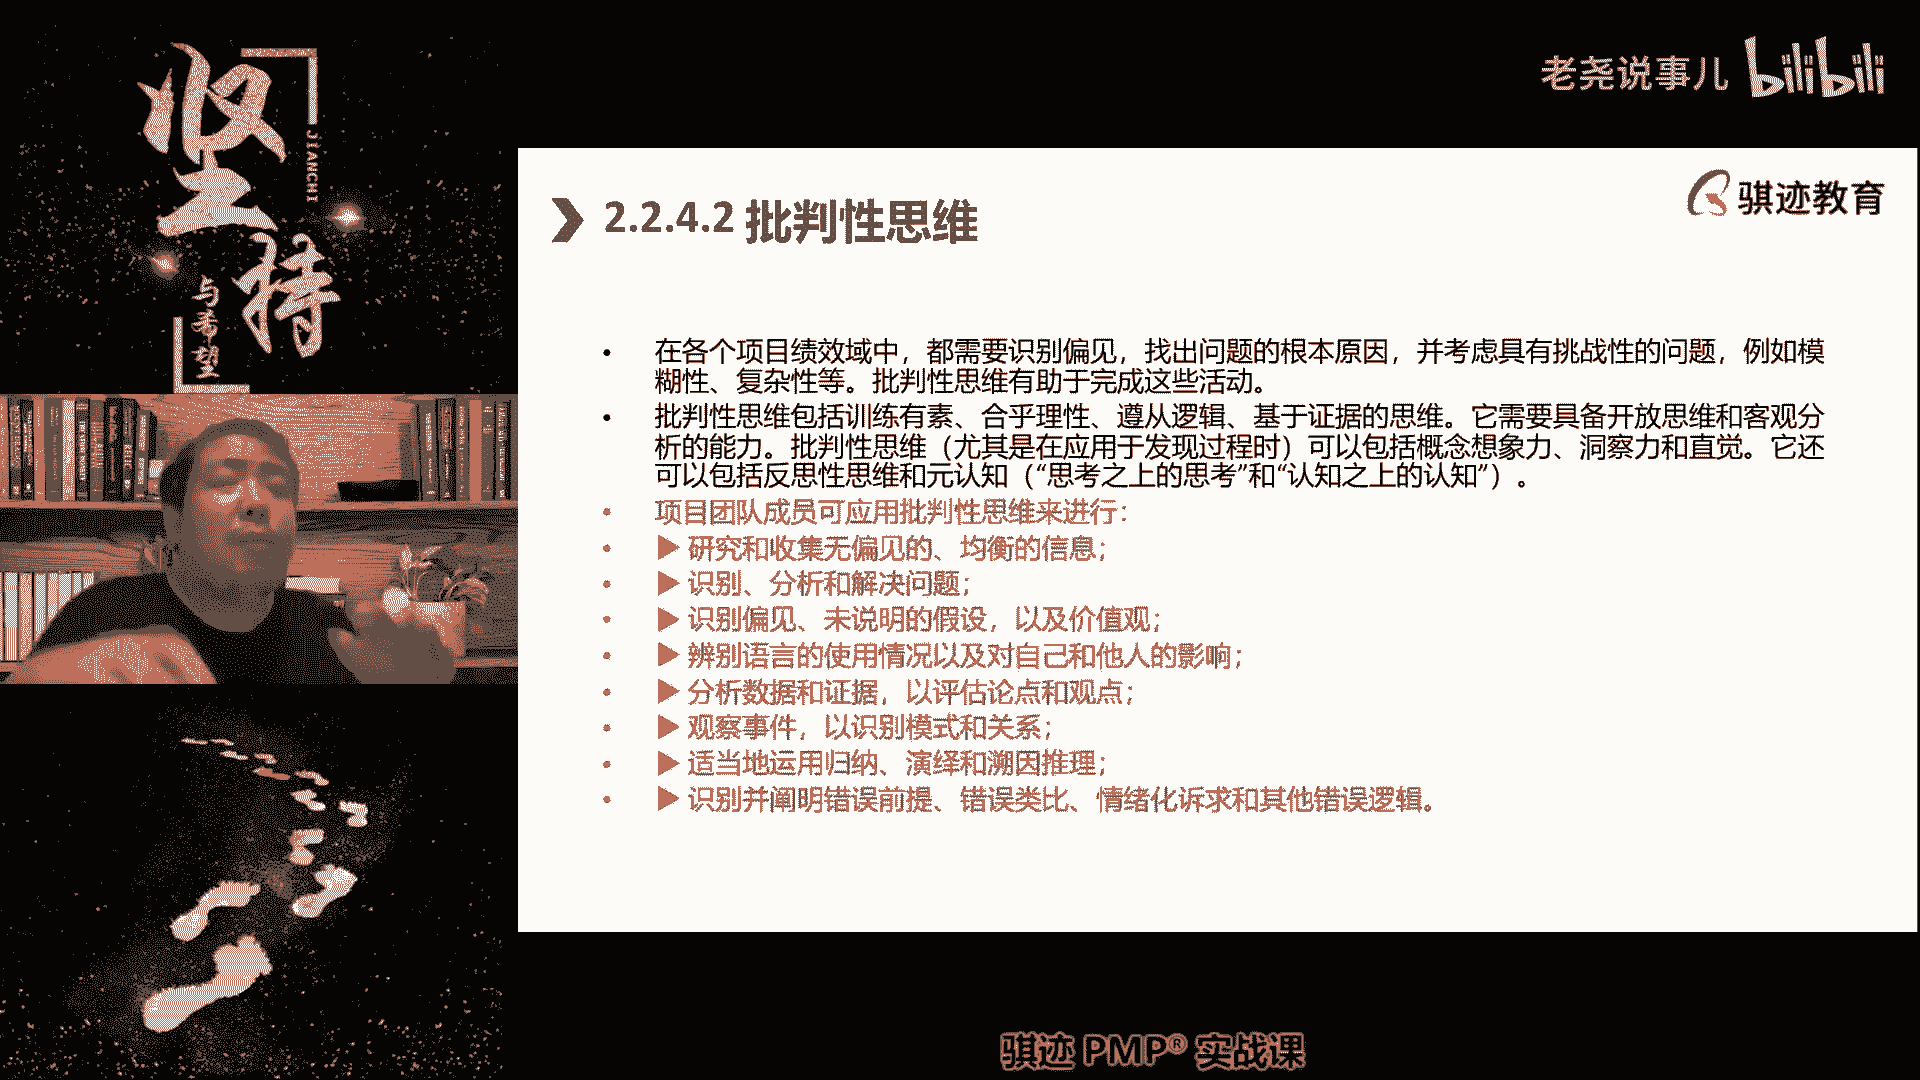 坚持
JIANCHI
与希望
老尧说事儿 bilibili
骐迹教育
2.2.4.2 批判性思维
• 在各个项目绩效域中，都需要识别偏见，找出问题的根本原因，并考虑具有挑战性的问题，例如模
糊性、复杂性等。批判性思维有助于完成这些活动。
• 批判性思维包括训练有素、合乎理性、遵从逻辑、基于证据的思维。它需要具备开放思维和客观分
析的能力。批判性思维（尤其是在应用于发现过程时）可以包括概念想象力、洞察力和直觉。它还
可以包括反思性思维和元认知（“思考之上的思考”和“认知之上的认知”）。
• 项目团队成员可应用批判性思维来进行：
• ▶ 研究和收集无偏见的、均衡的信息；
• ▶ 识别、分析和解决问题；
• ▶ 识别偏见、未说明的假设，以及价值观；
• ▶ 辨别语言的使用情况以及对自己和他人的影响；
• ▶ 分析数据和证据，以评估论点和观点；
• ▶ 观察事件，以识别模式和关系；
• ▶ 适当地运用归纳、演绎和溯因推理；
• ▶ 识别并阐明错误前提、错误类比、情绪化诉求和其他错误逻辑。
骐迹 PMP® 实战课